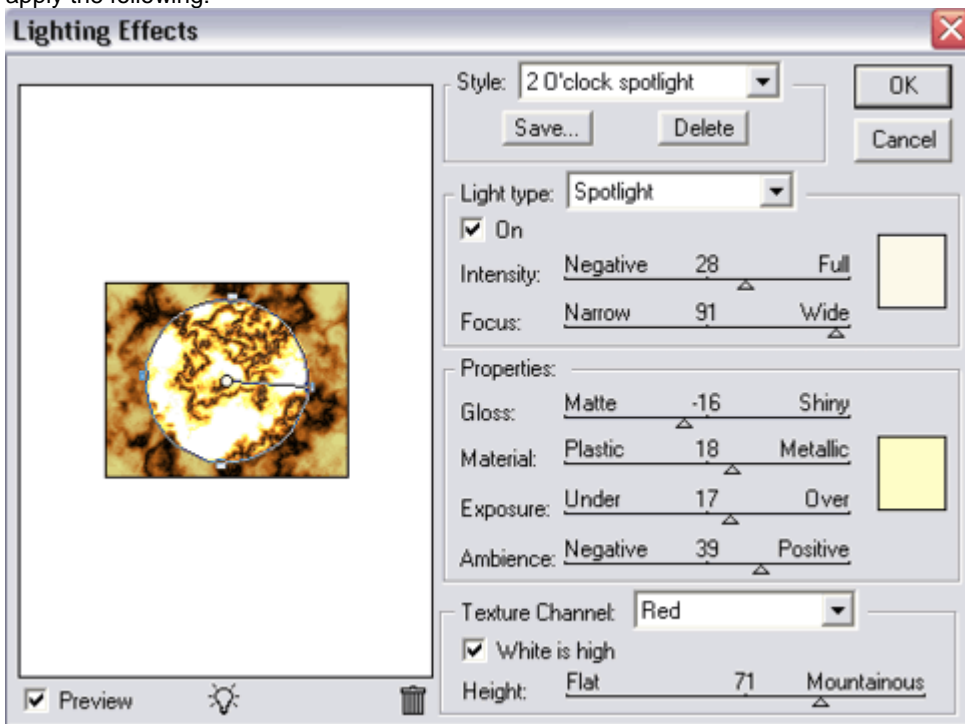 apply the following:
Lighting Effects
Style: 2 O'clock spotlight
OK
Save... Delete
Cancel
Light type: Spotlight
On
Intensity: Negative 28 Full
Focus: Narrow 91 Wide
Properties:
Gloss: Matte -16 Shiny
Material: Plastic 18 Metallic
Exposure: Under 17 Over
Ambience: Negative 39 Positive
Texture Channel: Red
White is high
Height: Flat 71 Mountainous
Preview